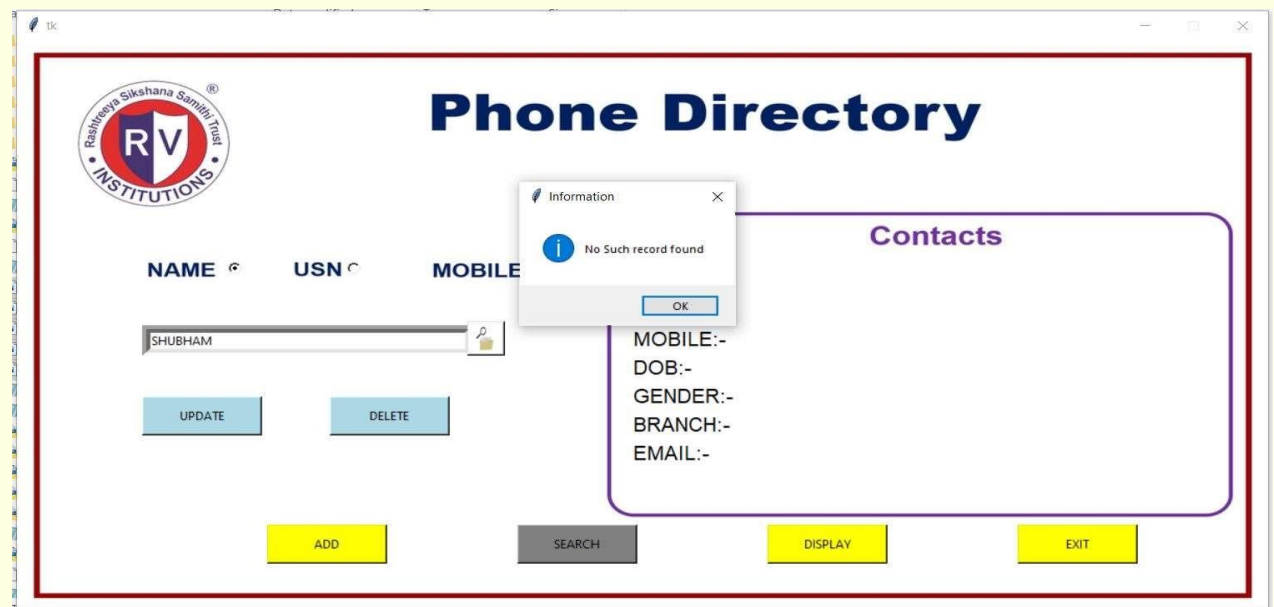 tk
Rashtreeya Sikshana Samithi Trust
®
RV
INSTITUTIONS
Phone Directory
Information
No Such record found
OK
Contacts
NAME
USN
MOBILE
SHUBHAM
MOBILE:-
DOB:-
GENDER:-
BRANCH:-
EMAIL:-
UPDATE
DELETE
ADD
SEARCH
DISPLAY
EXIT